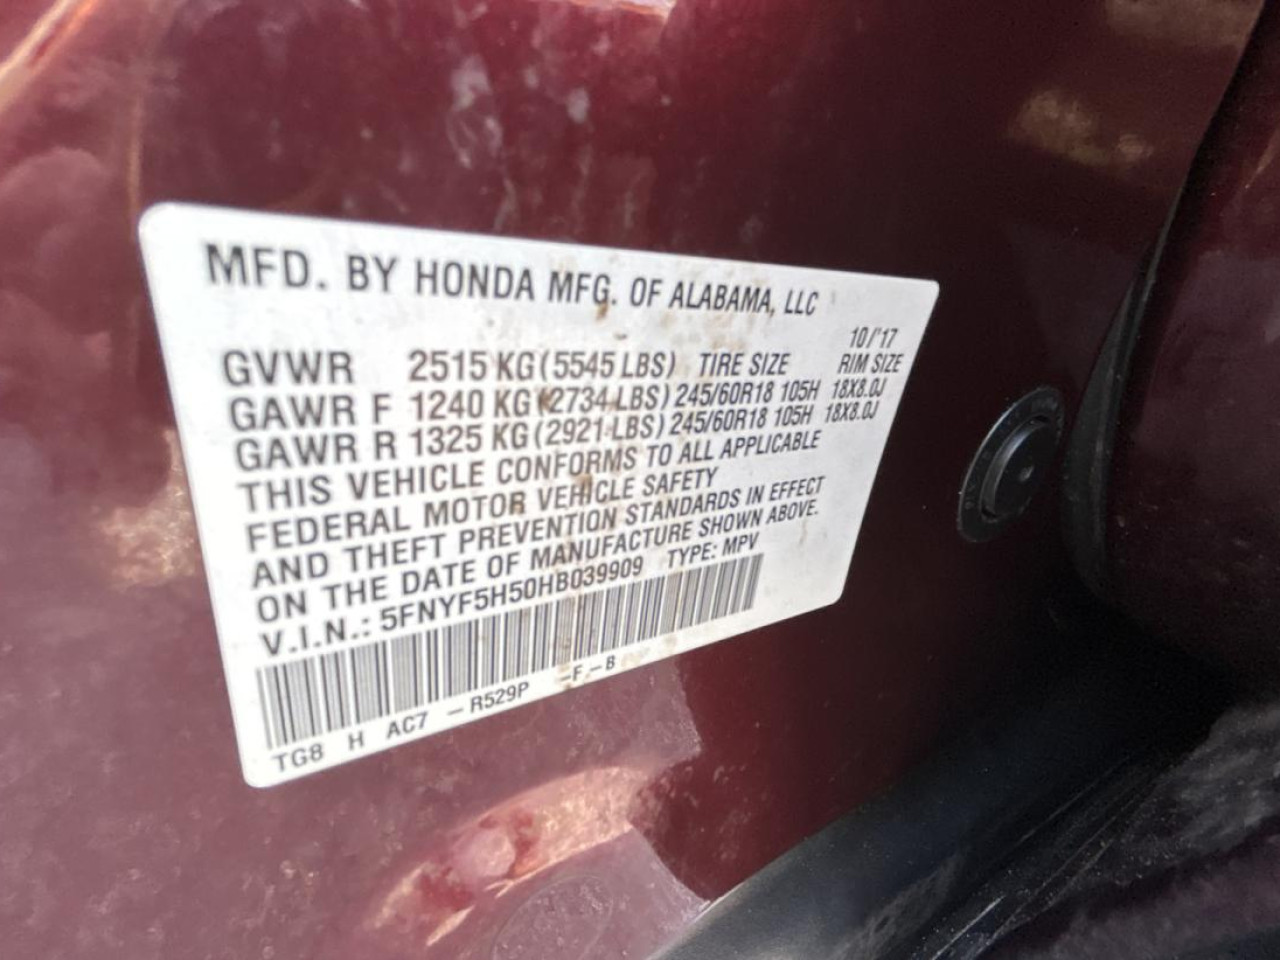 MFD. BY HONDA MFG. OF ALABAMA, LLC
10/'17
GVWR 2515 KG (5545 LBS) TIRE SIZE RIM SIZE
GAWR F 1240 KG (2734 LBS) 245/60R18 105H 18X8.0J
GAWR R 1325 KG (2921 LBS) 245/60R18 105H 18X8.0J
THIS VEHICLE CONFORMS TO ALL APPLICABLE
FEDERAL MOTOR VEHICLE SAFETY
AND THEFT PREVENTION STANDARDS IN EFFECT
ON THE DATE OF MANUFACTURE SHOWN ABOVE.
V.I.N.: 5FNYF5H50HB039909 TYPE: MPV
TG8 H AC7 –R529P –F–B